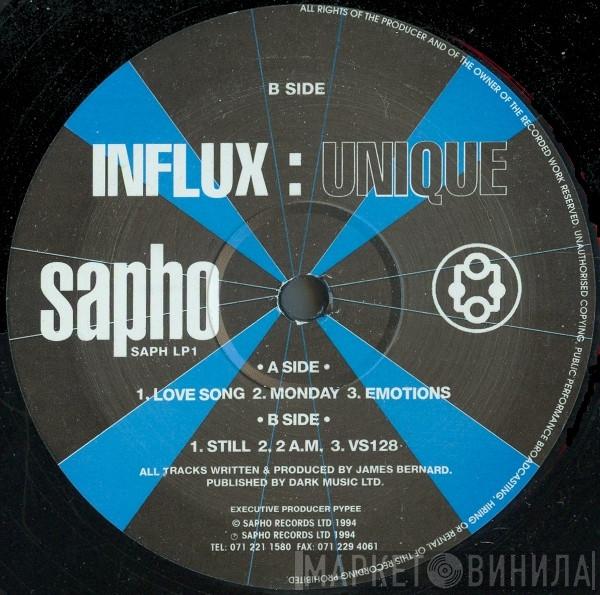 ALL RIGHTS OF THE PRODUCER AND OF THE OWNER OF THE RECORDED WORK RESERVED. UNAUTHORISED COPYING, PUBLIC PERFORMANCE BROADCASTING, HIRING OR RENTAL OF THIS RECORDING PROHIBITED.
B SIDE
INFLUX : UNIQUE
sapho
SAPH LP1
• A SIDE •
1. LOVE SONG 2. MONDAY 3. EMOTIONS
• B SIDE •
1. STILL 2. 2 A.M. 3. VS128
ALL TRACKS WRITTEN & PRODUCED BY JAMES BERNARD.
PUBLISHED BY DARK MUSIC LTD.
EXECUTIVE PRODUCER PYPEE
© SAPHO RECORDS LTD 1994
℗ SAPHO RECORDS LTD 1994
TEL: 071 221 1580 FAX: 071 229 4061
МАРКЕТ ВИНИЛА